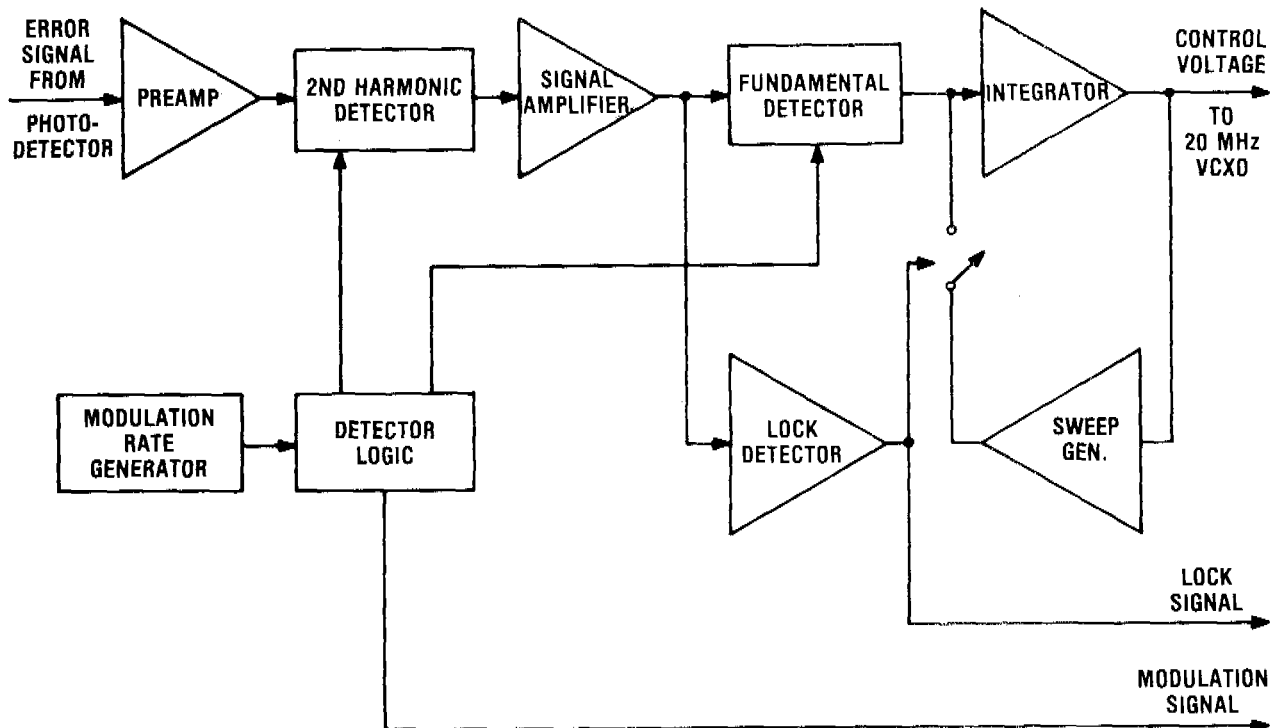 ERROR
SIGNAL
FROM
PHOTO-
DETECTOR
PREAMP
2ND HARMONIC
DETECTOR
SIGNAL
AMPLIFIER
FUNDAMENTAL
DETECTOR
INTEGRATOR
CONTROL
VOLTAGE
TO
20 MHz
VCXO
MODULATION
RATE
GENERATOR
DETECTOR
LOGIC
LOCK
DETECTOR
SWEEP
GEN.
LOCK
SIGNAL
MODULATION
SIGNAL